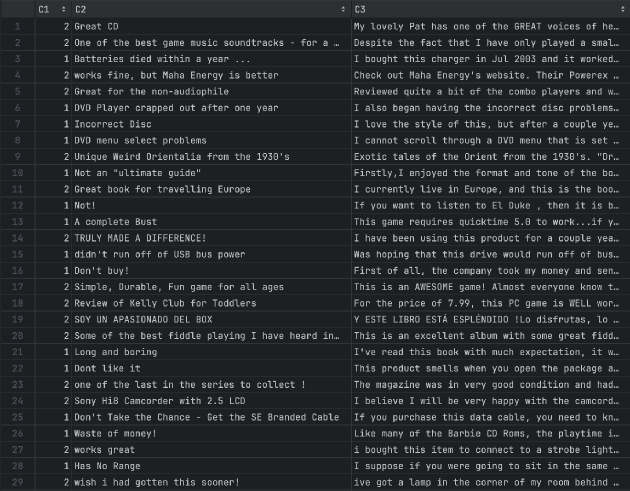 C1 C2 C3
1 2 Great CD My lovely Pat has one of the GREAT voices of he…
2 2 One of the best game music soundtracks - for a … Despite the fact that I have only played a smal…
3 1 Batteries died within a year ... I bought this charger in Jul 2003 and it worked…
4 2 works fine, but Maha Energy is better Check out Maha Energy's website. Their Powerex …
5 2 Great for the non-audiophile Reviewed quite a bit of the combo players and w…
6 1 DVD Player crapped out after one year I also began having the incorrect disc problems…
7 1 Incorrect Disc I love the style of this, but after a couple ye…
8 1 DVD menu select problems I cannot scroll through a DVD menu that is set …
9 2 Unique Weird Orientalia from the 1930's Exotic tales of the Orient from the 1930's. "Dr…
10 1 Not an "ultimate guide" Firstly,I enjoyed the format and tone of the bo…
11 2 Great book for travelling Europe I currently live in Europe, and this is the boo…
12 1 Not! If you want to listen to El Duke , then it is b…
13 1 A complete Bust This game requires quicktime 5.0 to work...if y…
14 2 TRULY MADE A DIFFERENCE! I have been using this product for a couple yea…
15 1 didn't run off of USB bus power Was hoping that this drive would run off of bus…
16 1 Don't buy! First of all, the company took my money and sen…
17 2 Simple, Durable, Fun game for all ages This is an AWESOME game! Almost everyone know t…
18 2 Review of Kelly Club for Toddlers For the price of 7.99, this PC game is WELL wor…
19 2 SOY UN APASIONADO DEL BOX Y ESTE LIBRO ESTÁ ESPLÉNDIDO !Lo disfrutas, lo …
20 2 Some of the best fiddle playing I have heard in… This is an excellent album with some great fidd…
21 1 Long and boring I've read this book with much expectation, it w…
22 1 Dont like it This product smells when you open the package a…
23 2 one of the last in the series to collect ! The magazine was in very good condition and had…
24 2 Sony Hi8 Camcorder with 2.5 LCD I believe I will be very happy with the camcord…
25 1 Don't Take the Chance - Get the SE Branded Cable If you purchase this data cable, you need to kn…
26 1 Waste of money! Like many of the Barbie CD Roms, the playtime i…
27 2 works great i bought this item to connect to a strobe light…
28 1 Has No Range I suppose if you were going to sit in the same …
29 2 wish i had gotten this sooner! ive got a lamp in the corner of my room behind …